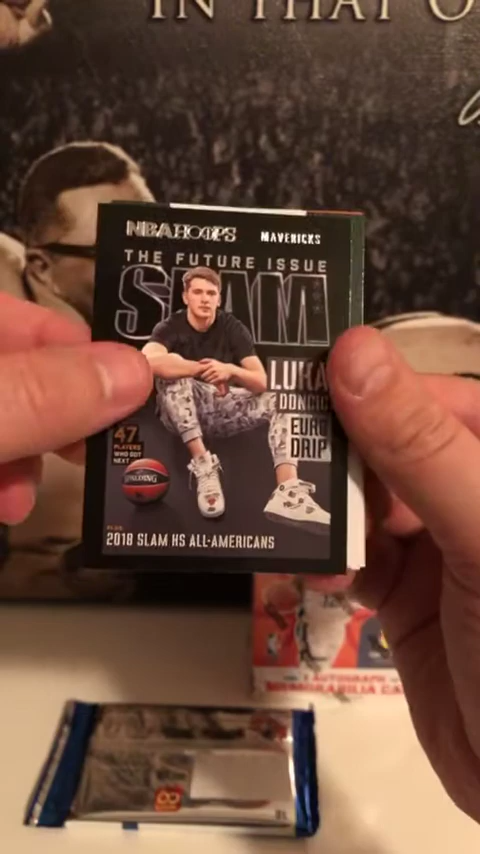 IN THAT O
NBA HOOPS MAVERICKS
THE FUTURE ISSUE
SLAM
LUKA
DONCIC
EURO
DRIP
47
PLAYERS
WHO GOT
NEXT
SPALDING
PLUS
2018 SLAM HS ALL-AMERICANS
1 AUTOGRAPH
MEMORABILIA CA